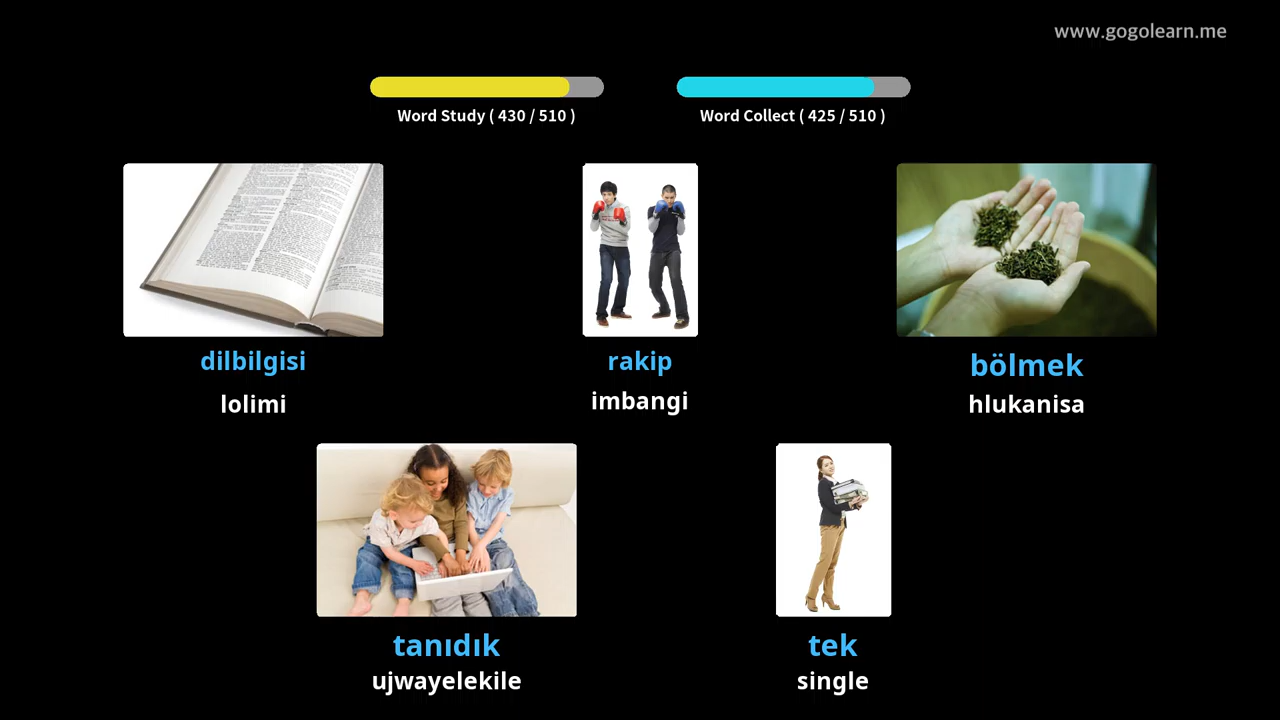 www.gogolearn.me
Word Study ( 430 / 510 )
Word Collect ( 425 / 510 )
dilbilgisi
lolimi
rakip
imbangi
bölmek
hlukanisa
tanıdık
ujwayelekile
tek
single